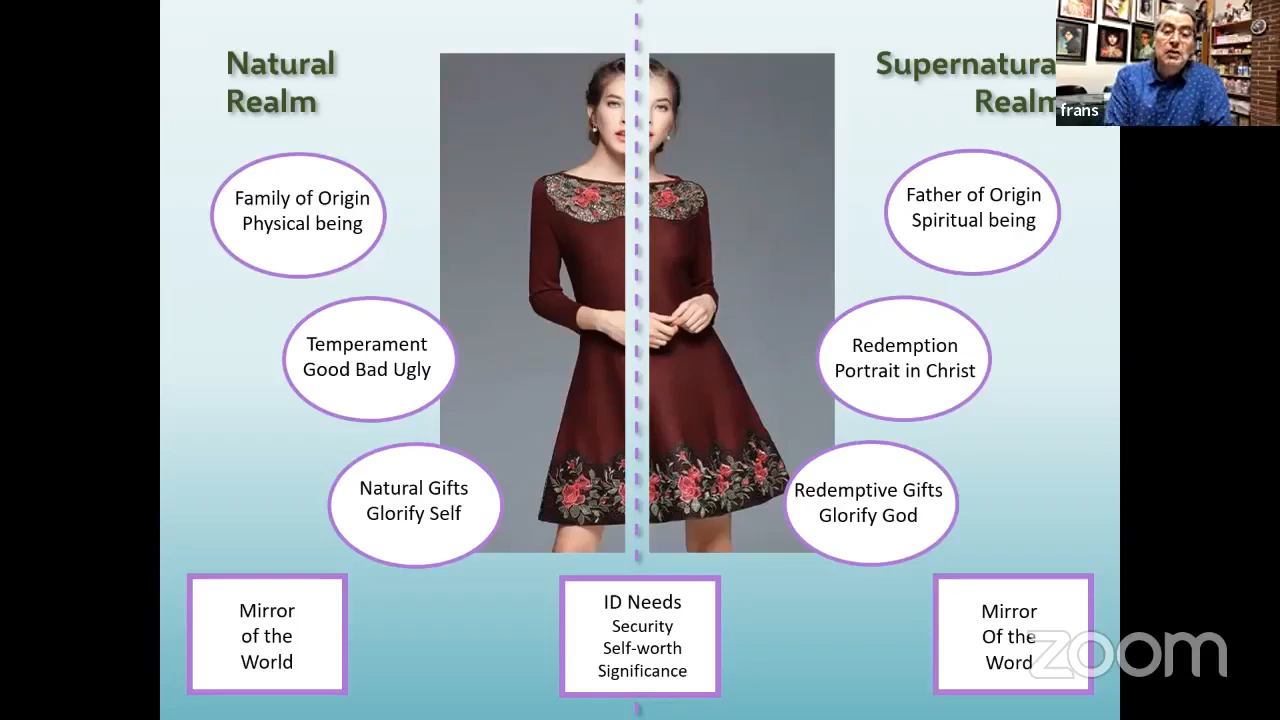 Natural
Realm
Supernatura
Realm
frans
Family of Origin
Physical being
Father of Origin
Spiritual being
Temperament
Good Bad Ugly
Redemption
Portrait in Christ
Natural Gifts
Glorify Self
Redemptive Gifts
Glorify God
Mirror
of the
World
ID Needs
Security
Self-worth
Significance
Mirror
Of the
Word
zoom